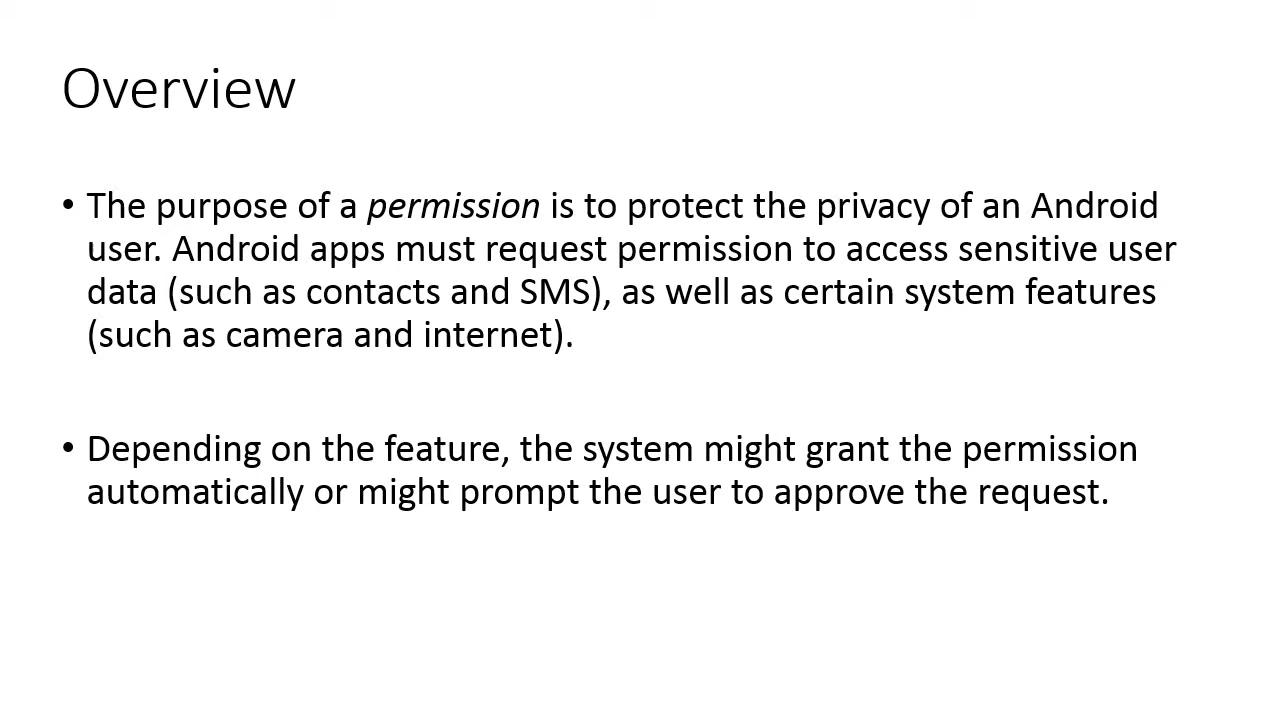 Overview
• The purpose of a permission is to protect the privacy of an Android
user. Android apps must request permission to access sensitive user
data (such as contacts and SMS), as well as certain system features
(such as camera and internet).
• Depending on the feature, the system might grant the permission
automatically or might prompt the user to approve the request.